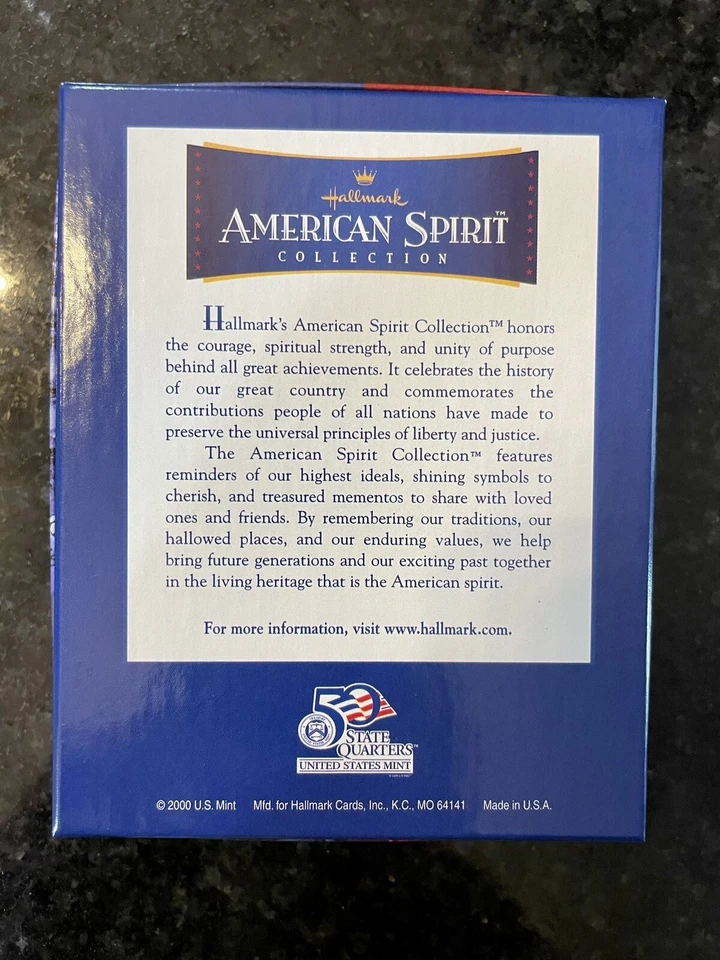 Hallmark
AMERICAN SPIRIT™
COLLECTION
Hallmark's American Spirit Collection™ honors
the courage, spiritual strength, and unity of purpose
behind all great achievements. It celebrates the history
of our great country and commemorates the
contributions people of all nations have made to
preserve the universal principles of liberty and justice.
The American Spirit Collection™ features
reminders of our highest ideals, shining symbols to
cherish, and treasured mementos to share with loved
ones and friends. By remembering our traditions, our
hallowed places, and our enduring values, we help
bring future generations and our exciting past together
in the living heritage that is the American spirit.
For more information, visit www.hallmark.com.
50
STATE
QUARTERS™
UNITED STATES MINT
© 2000 U.S. Mint Mfd. for Hallmark Cards, Inc., K.C., MO 64141 Made in U.S.A.